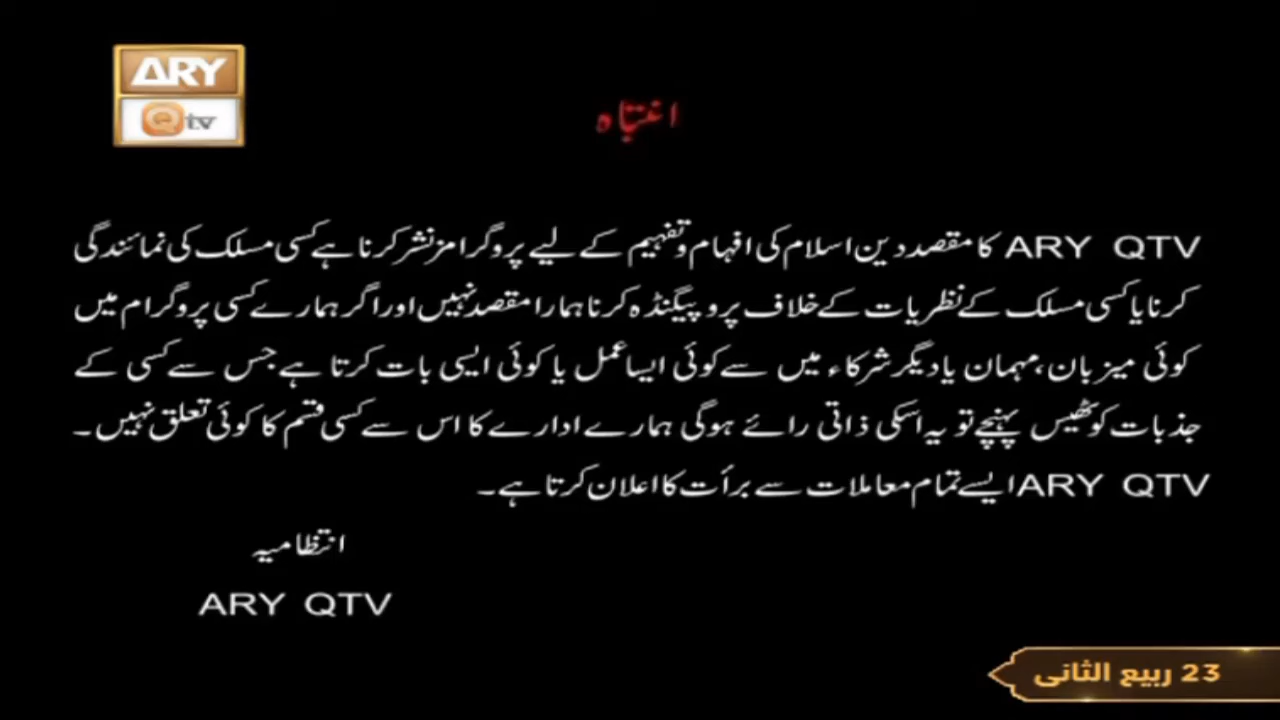 ARY
Qtv
انتباہ
ARY QTV کا مقصد دین اسلام کی افہام و تفہیم کے لیے پروگرامز نشر کرنا ہے کسی مسلک کی نمائندگی
کرنا یا کسی مسلک کے نظریات کے خلاف پروپیگنڈہ کرنا ہمارا مقصد نہیں اور اگر ہمارے کسی پروگرام میں
کوئی میزبان، مہمان یا دیگر شرکاء میں سے کوئی ایسا عمل یا کوئی ایسی بات کرتا ہے جس سے کسی کے
جذبات کو ٹھیس پہنچے تو یہ اسکی ذاتی رائے ہوگی ہمارے ادارے کا اس سے کسی قسم کا کوئی تعلق نہیں۔
ARY QTV ایسے تمام معاملات سے برأت کا اعلان کرتا ہے۔
انتظامیہ
ARY QTV
23 ربیع الثانی